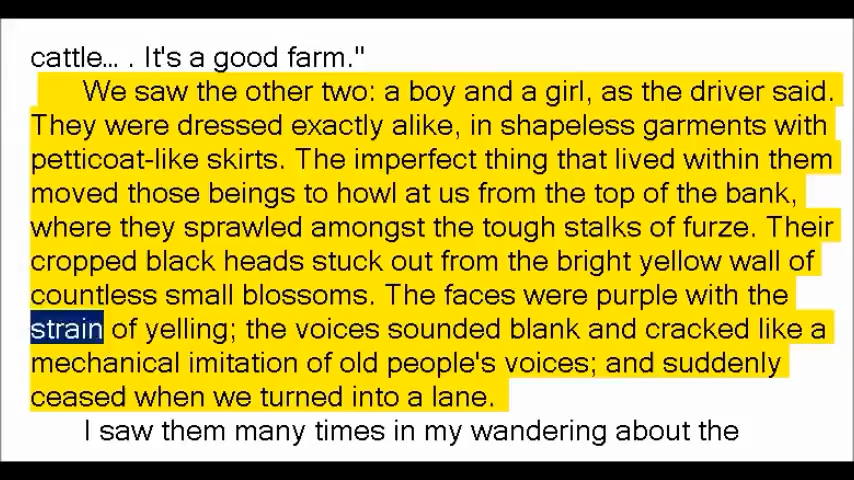 cattle... . It's a good farm."
We saw the other two: a boy and a girl, as the driver said.
They were dressed exactly alike, in shapeless garments with
petticoat-like skirts. The imperfect thing that lived within them
moved those beings to howl at us from the top of the bank,
where they sprawled amongst the tough stalks of furze. Their
cropped black heads stuck out from the bright yellow wall of
countless small blossoms. The faces were purple with the
strain of yelling; the voices sounded blank and cracked like a
mechanical imitation of old people's voices; and suddenly
ceased when we turned into a lane.
I saw them many times in my wandering about the